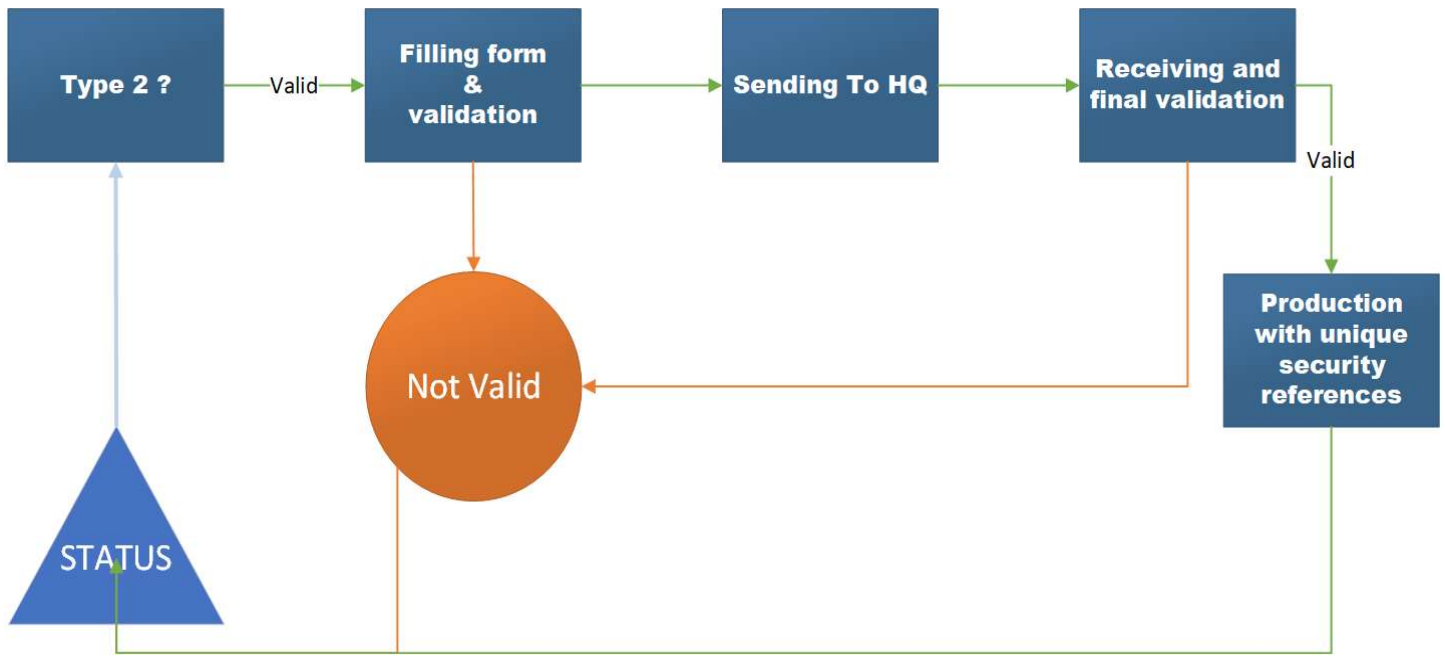 Type 2 ?
Valid
Filling form
&
validation
Sending To HQ
Receiving and
final validation
Valid
Production
with unique
security
references
Not Valid
STATUS